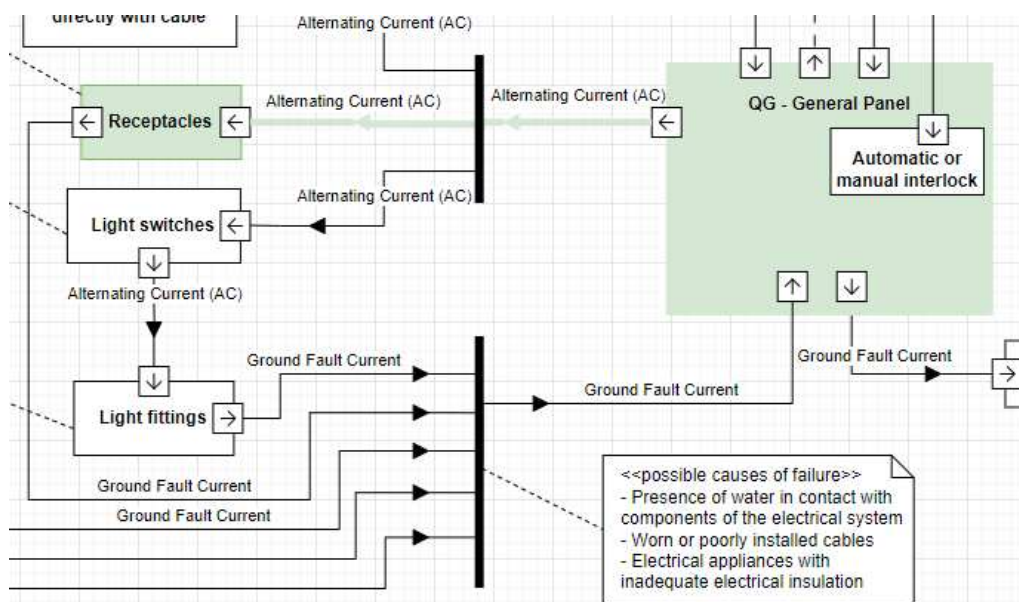 directly with cable
Alternating Current (AC)
Alternating Current (AC)
Alternating Current (AC)
QG - General Panel
Receptacles
Automatic or
manual interlock
Alternating Current (AC)
Light switches
Alternating Current (AC)
Ground Fault Current
Ground Fault Current
Ground Fault Current
Light fittings
Ground Fault Current
Ground Fault Current
<<possible causes of failure>>
- Presence of water in contact with
components of the electrical system
- Worn or poorly installed cables
- Electrical appliances with
inadequate electrical insulation